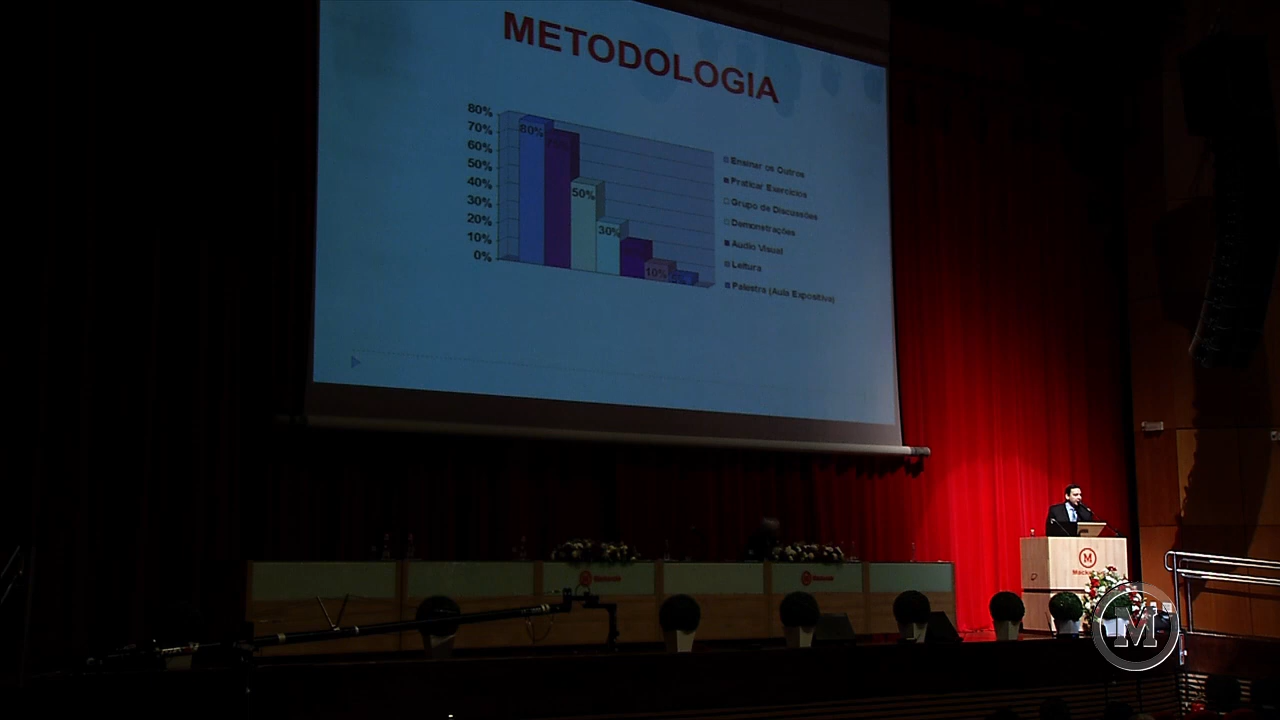 METODOLOGIA
80%
70%
60%
50%
40%
30%
20%
10%
0%
80%
50%
30%
10%
Ensinar os Outros
Praticar Exercícios
Grupo de Discussões
Demonstrações
Audio Visual
Leitura
Palestra (Aula Expositiva)
M
M